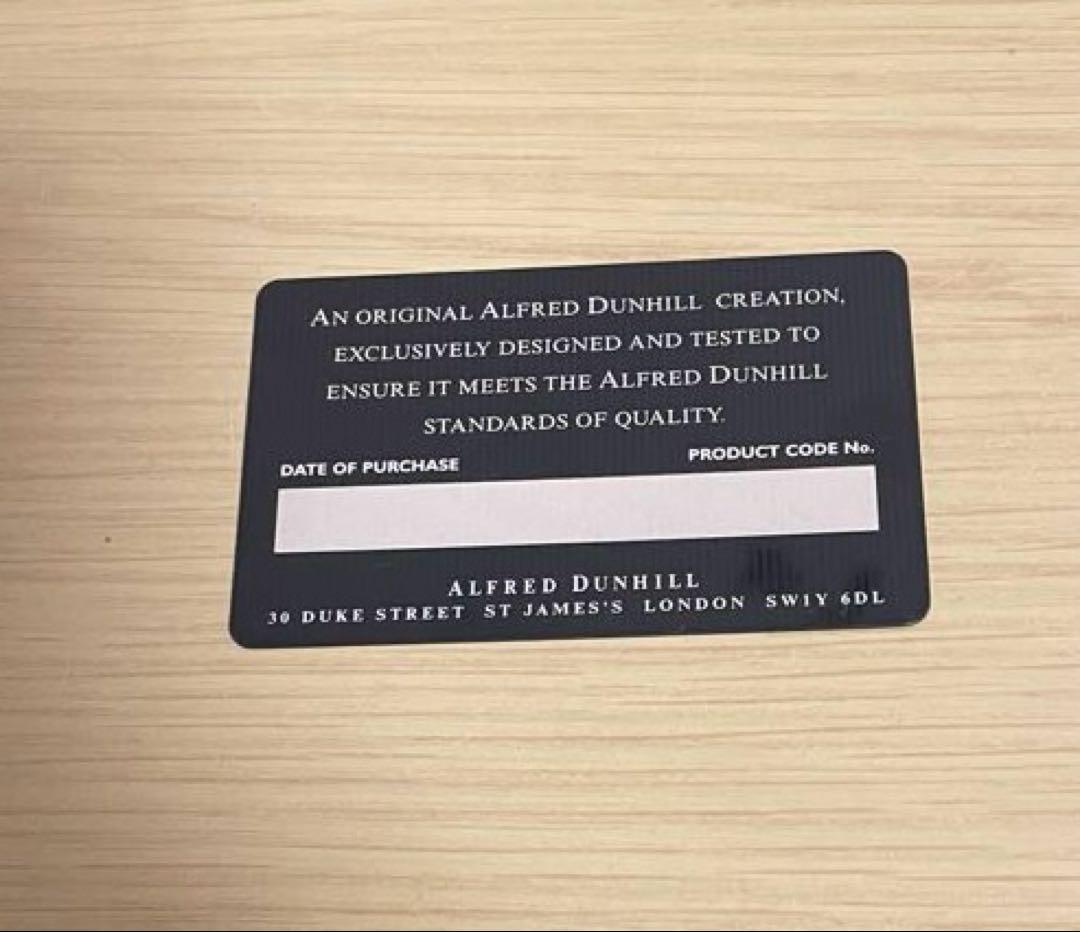 AN ORIGINAL ALFRED DUNHILL CREATION,
EXCLUSIVELY DESIGNED AND TESTED TO
ENSURE IT MEETS THE ALFRED DUNHILL
STANDARDS OF QUALITY.
DATE OF PURCHASE PRODUCT CODE No.
ALFRED DUNHILL
30 DUKE STREET ST JAMES'S LONDON SW1Y 6DL